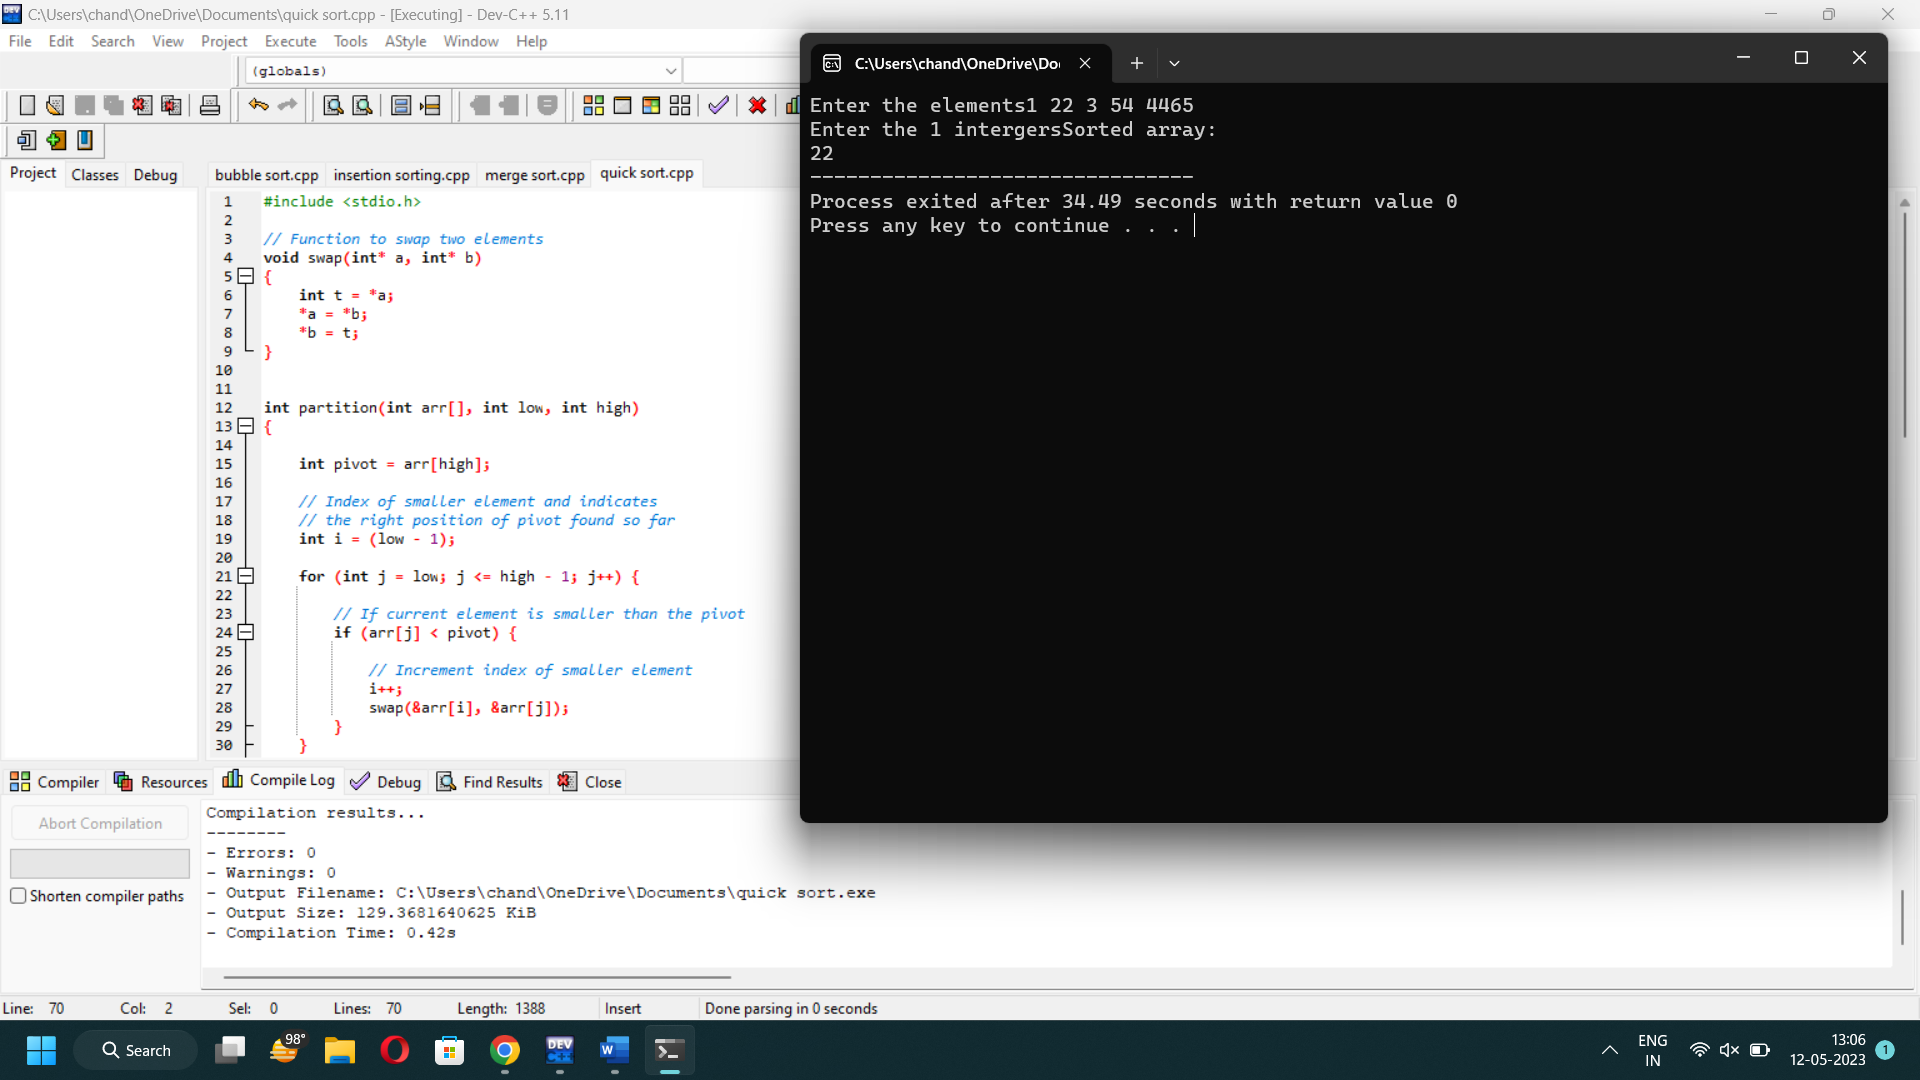 C:\Users\chand\OneDrive\Documents\quick sort.cpp - [Executing] - Dev-C++ 5.11
File Edit Search View Project Execute Tools AStyle Window Help
(globals)
Project Classes Debug
bubble sort.cpp insertion sorting.cpp merge sort.cpp quick sort.cpp
1 #include <stdio.h>
2
3 // Function to swap two elements
4 void swap(int* a, int* b)
5 {
6 int t = *a;
7 *a = *b;
8 *b = t;
9 }
10
11
12 int partition(int arr[], int low, int high)
13 {
14
15 int pivot = arr[high];
16
17 // Index of smaller element and indicates
18 // the right position of pivot found so far
19 int i = (low - 1);
20
21 for (int j = low; j <= high - 1; j++) {
22
23 // If current element is smaller than the pivot
24 if (arr[j] < pivot) {
25
26 // Increment index of smaller element
27 i++;
28 swap(&arr[i], &arr[j]);
29 }
30 }
C:\Users\chand\OneDrive\Do
Enter the elements1 22 3 54 4465
Enter the 1 intergersSorted array:
22
--------------------------------
Process exited after 34.49 seconds with return value 0
Press any key to continue . . .
Compiler Resources Compile Log Debug Find Results Close
Abort Compilation
Shorten compiler paths
Compilation results...
--------
- Errors: 0
- Warnings: 0
- Output Filename: C:\Users\chand\OneDrive\Documents\quick sort.exe
- Output Size: 129.3681640625 KiB
- Compilation Time: 0.42s
Line: 70 Col: 2 Sel: 0 Lines: 70 Length: 1388 Insert Done parsing in 0 seconds
Search
98°
DEV
C++
W
ENG
IN
13:06
12-05-2023
1